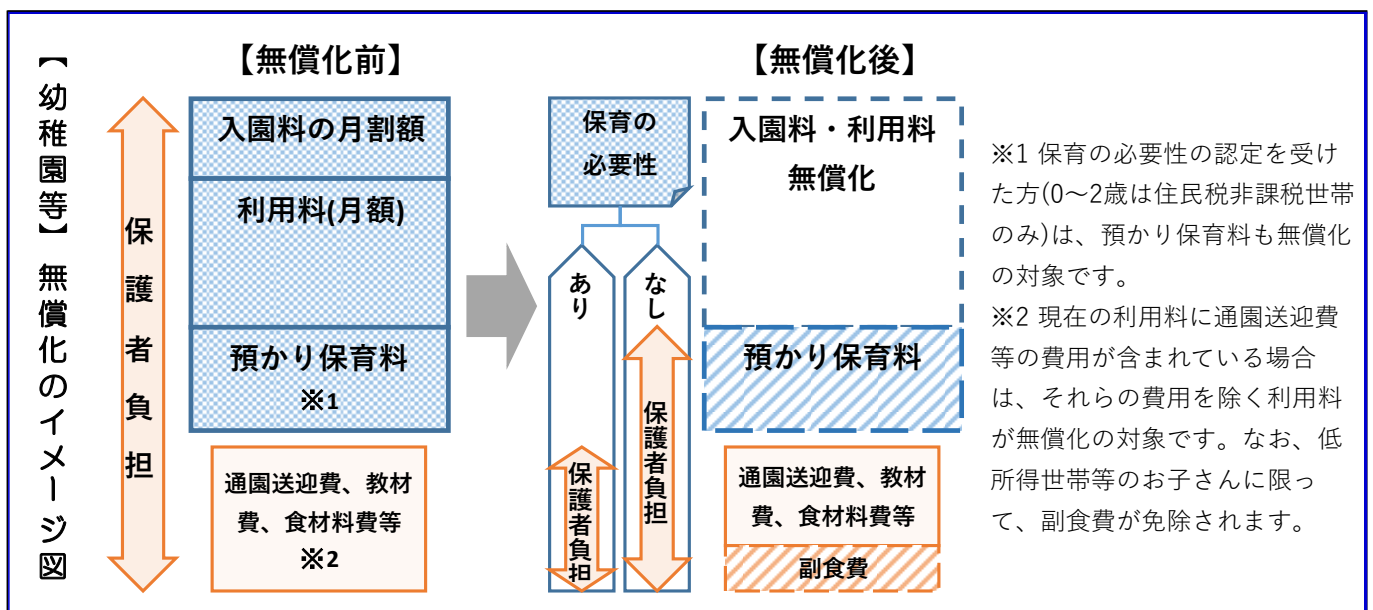 【幼稚園等】無償化のイメージ図
【無償化前】
保護者負担
入園料の月割額
利用料(月額)
預かり保育料
※1
通園送迎費、教材
費、食材料費等
※2
【無償化後】
保育の
必要性
あり
なし
保護者負担
保護者負担
入園料・利用料
無償化
預かり保育料
通園送迎費、教材
費、食材料費等
副食費
※1 保育の必要性の認定を受け
た方(0～2歳は住民税非課税世帯
のみ)は、預かり保育料も無償化
の対象です。
※2 現在の利用料に通園送迎費
等の費用が含まれている場合
は、それらの費用を除く利用料
が無償化の対象です。なお、低
所得世帯等のお子さんに限っ
て、副食費が免除されます。